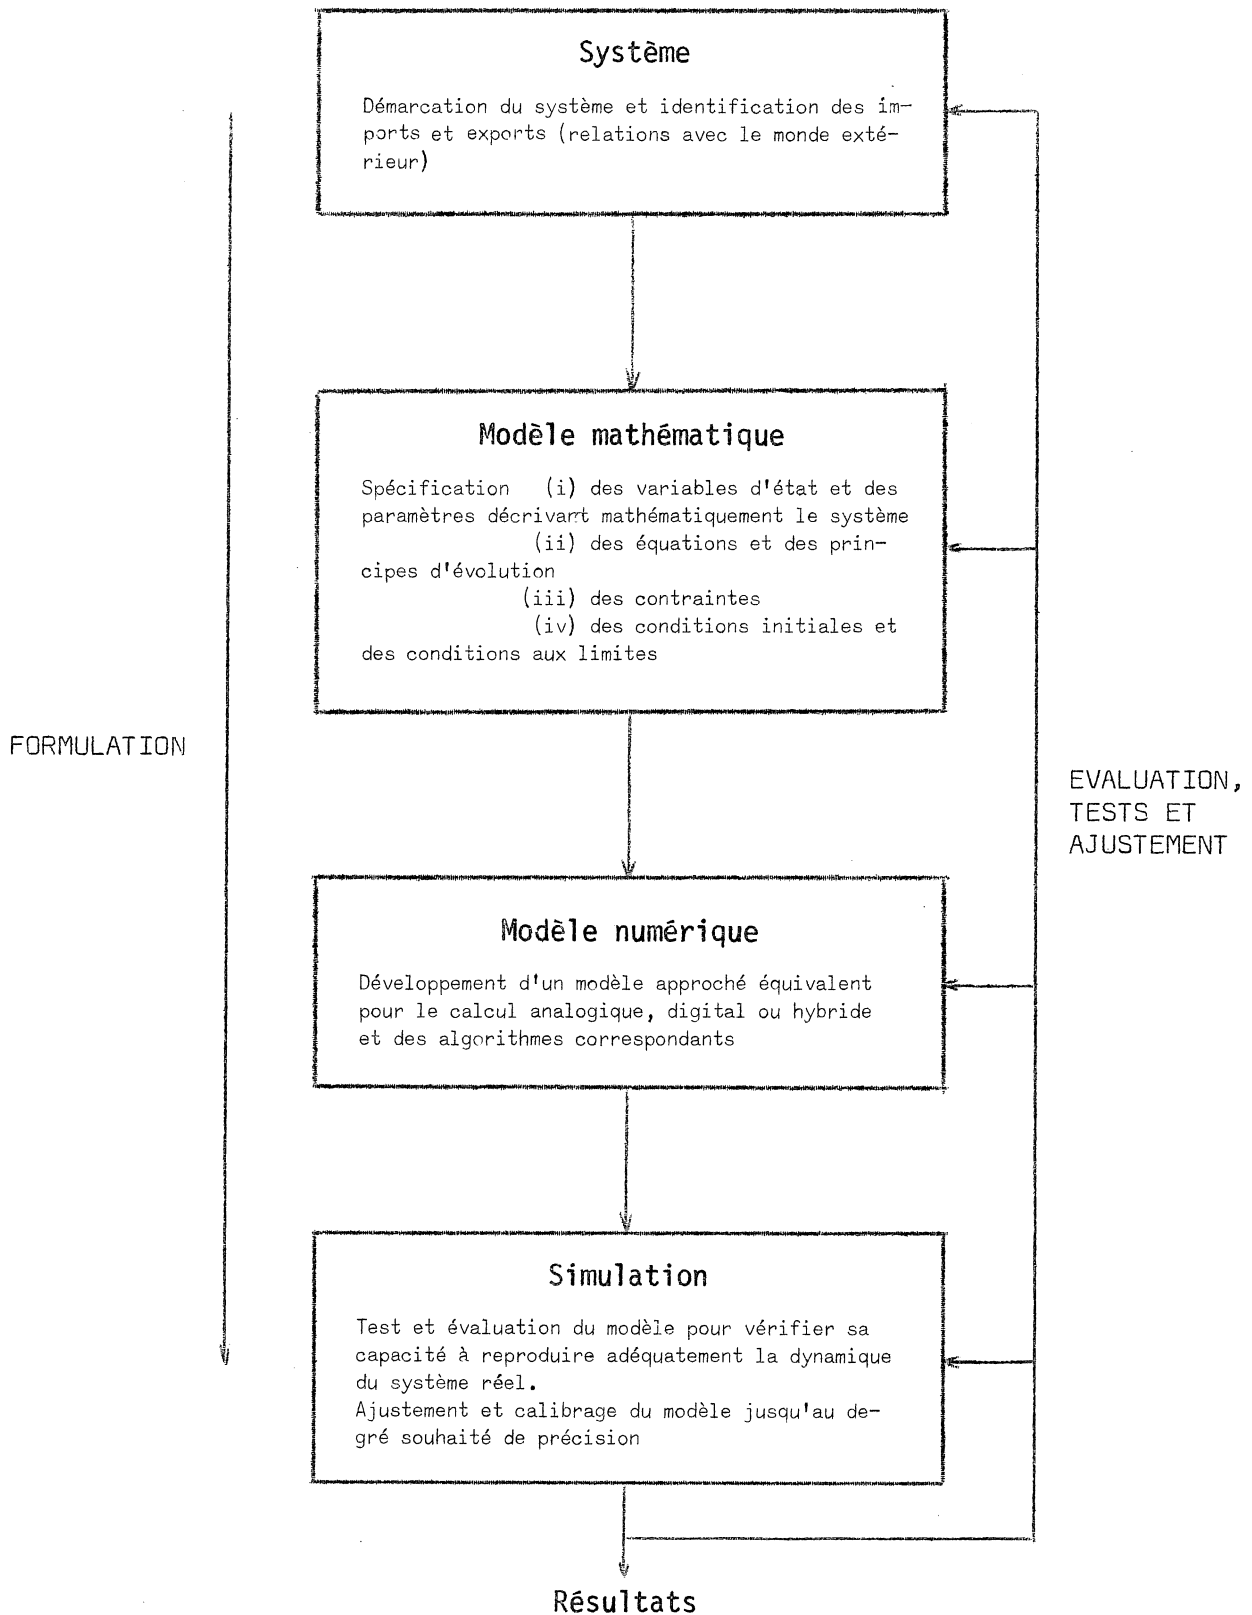 Système
Démarcation du système et identification des im-
ports et exports (relations avec le monde exté-
rieur)
Modèle mathématique
Spécification (i) des variables d'état et des
paramètres décrivant mathématiquement le système
(ii) des équations et des prin-
cipes d'évolution
(iii) des contraintes
(iv) des conditions initiales et
des conditions aux limites
FORMULATION
EVALUATION,
TESTS ET
AJUSTEMENT
Modèle numérique
Développement d'un modèle approché équivalent
pour le calcul analogique, digital ou hybride
et des algorithmes correspondants
Simulation
Test et évaluation du modèle pour vérifier sa
capacité à reproduire adéquatement la dynamique
du système réel.
Ajustement et calibrage du modèle jusqu'au de-
gré souhaité de précision
Résultats